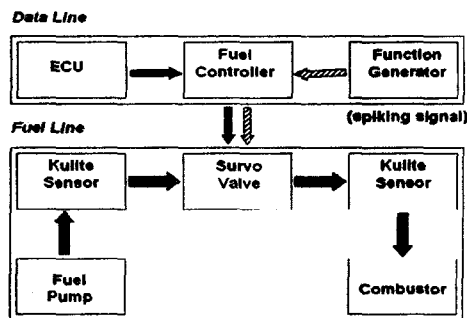 Data Line
ECU
Fuel
Controller
Function
Generator
(spiking signal)
Fuel Line
Kulite
Sensor
Survo
Valve
Kulite
Sensor
Fuel
Pump
Combustor